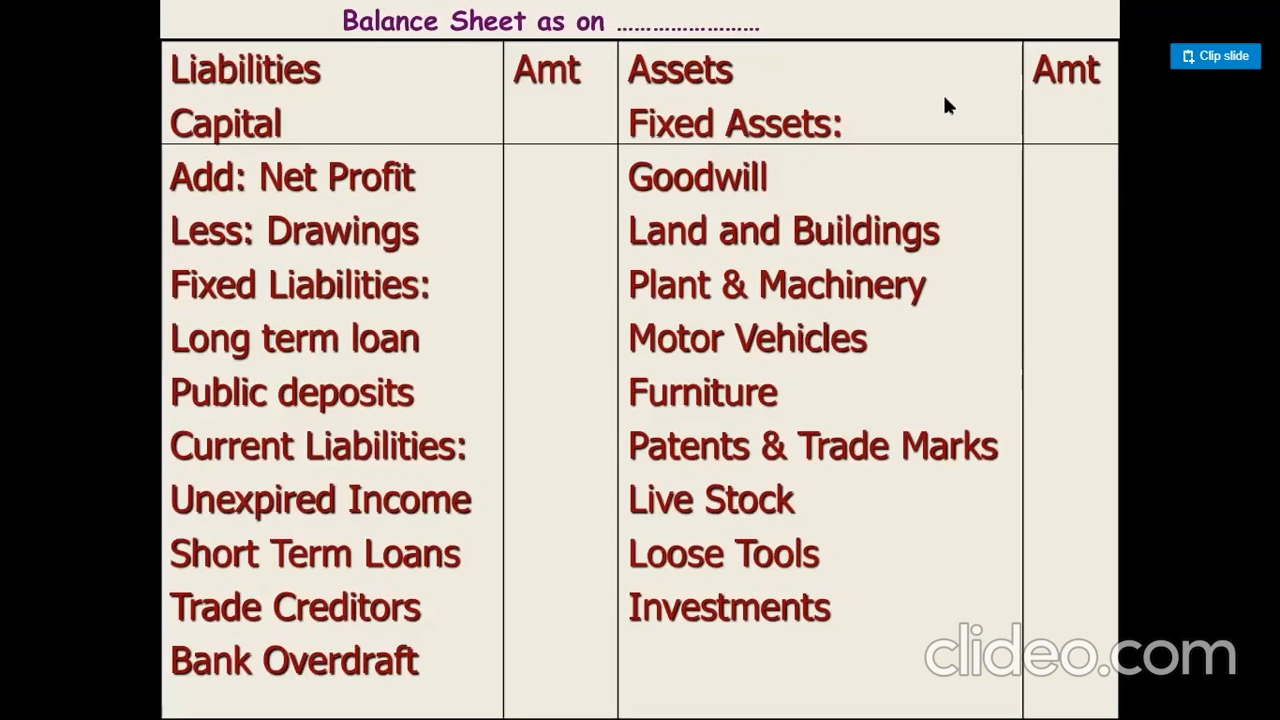 Balance Sheet as on ……………………
Clip slide
Liabilities Amt Assets Amt
Capital Fixed Assets:
Add: Net Profit Goodwill
Less: Drawings Land and Buildings
Fixed Liabilities: Plant & Machinery
Long term loan Motor Vehicles
Public deposits Furniture
Current Liabilities: Patents & Trade Marks
Unexpired Income Live Stock
Short Term Loans Loose Tools
Trade Creditors Investments
Bank Overdraft
clideo.com